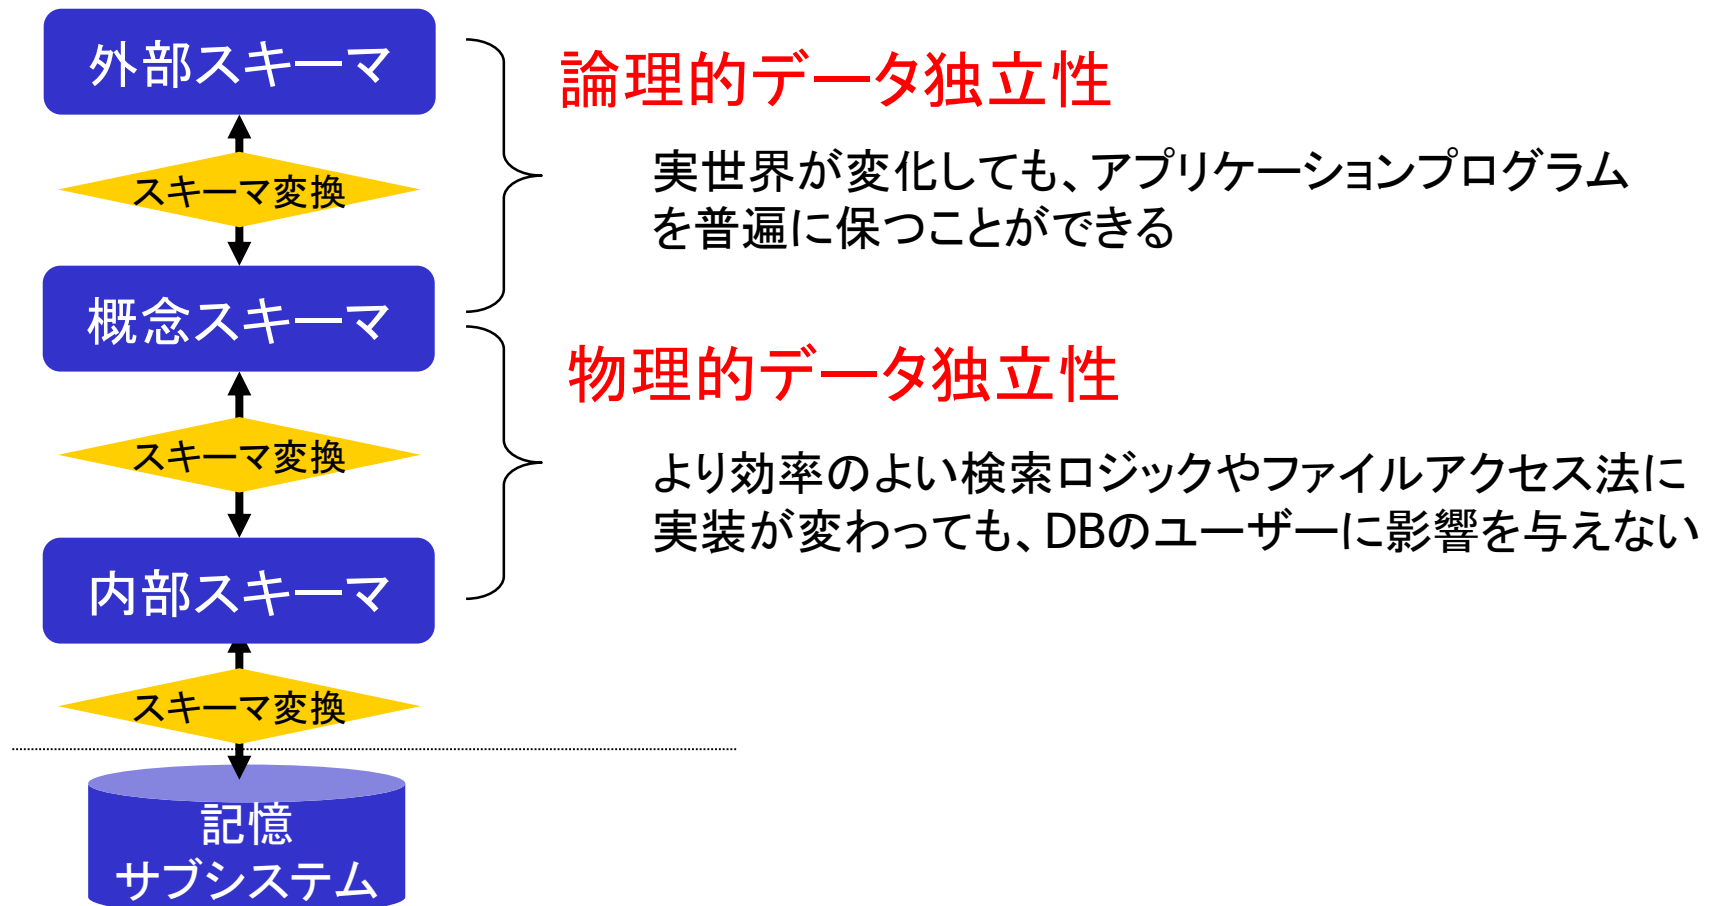 外部スキーマ
論理的データ独立性
実世界が変化しても、アプリケーションプログラム
を普遍に保つことができる
スキーマ変換
概念スキーマ
物理的データ独立性
より効率のよい検索ロジックやファイルアクセス法に
実装が変わっても、DBのユーザーに影響を与えない
スキーマ変換
内部スキーマ
スキーマ変換
記憶
サブシステム